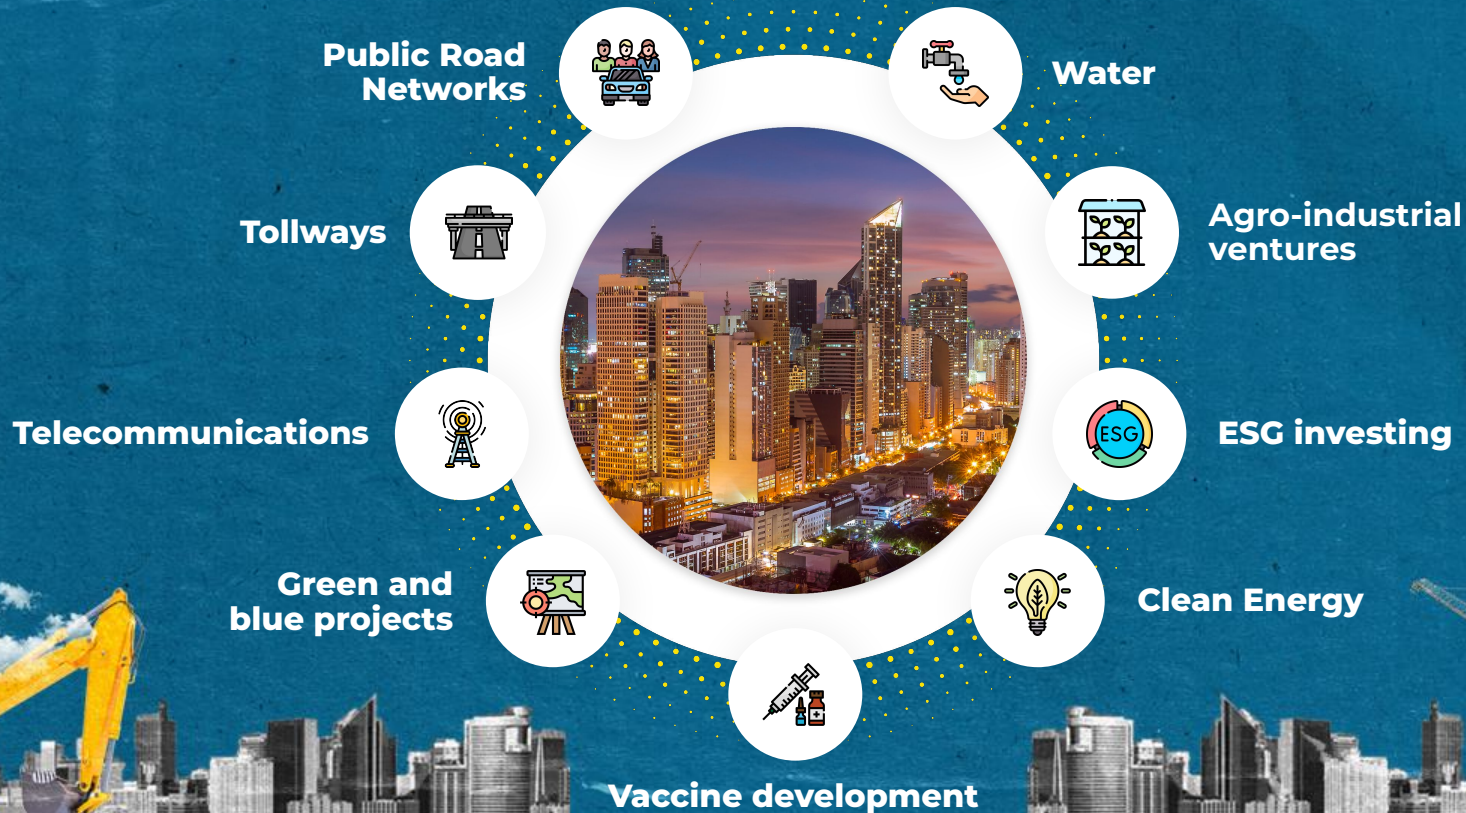 Public Road
Networks
Water
Tollways
Agro-industrial
ventures
Telecommunications
ESG
ESG investing
Green and
blue projects
Clean Energy
Vaccine development